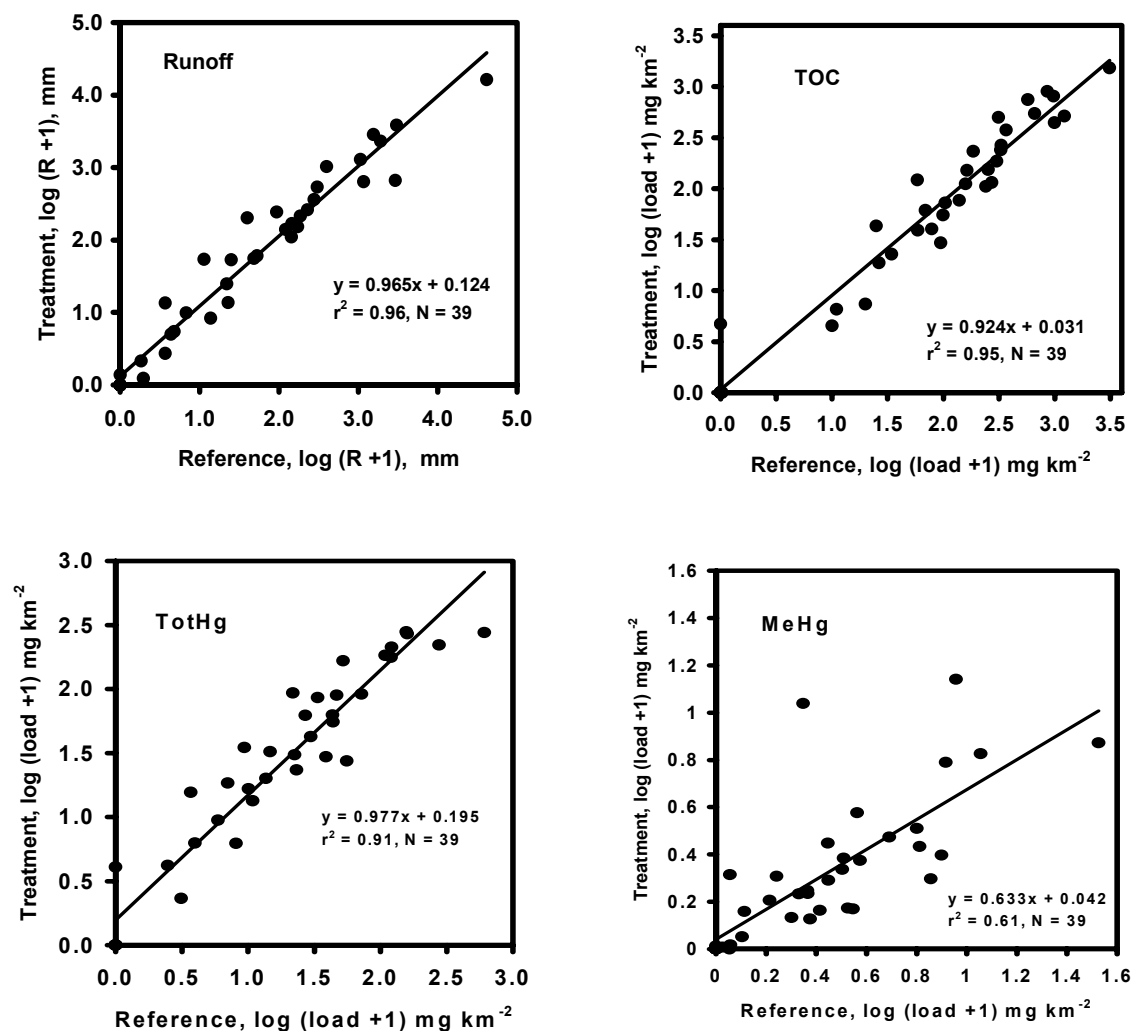 Runoff
Treatment, log (R +1), mm
5.0
4.0
3.0
2.0
1.0
0.0
y = 0.965x + 0.124
r² = 0.96, N = 39
0.0 1.0 2.0 3.0 4.0 5.0
Reference, log (R +1), mm
TOC
Treatment, log (load +1) mg km⁻²
3.5
3.0
2.5
2.0
1.5
1.0
0.5
0.0
y = 0.924x + 0.031
r² = 0.95, N = 39
0.0 1.0 1.5 2.0 2.5 3.0 3.5
Reference, log (load +1) mg km⁻²
TotHg
Treatment, log (load +1) mg km⁻²
3.0
2.5
2.0
1.5
1.0
0.5
0.0
y = 0.977x + 0.195
r² = 0.91, N = 39
0.0 0.5 1.0 1.5 2.0 2.5 3.0
Reference, log (load +1) mg km⁻²
MeHg
Treatment, log (load +1) mg km⁻²
1.6
1.4
1.2
1
0.8
0.6
0.4
0.2
0
y = 0.633x + 0.042
r² = 0.61, N = 39
0 0.2 0.4 0.6 0.8 1 1.2 1.4 1.6
Reference, log (load +1) mg km⁻²